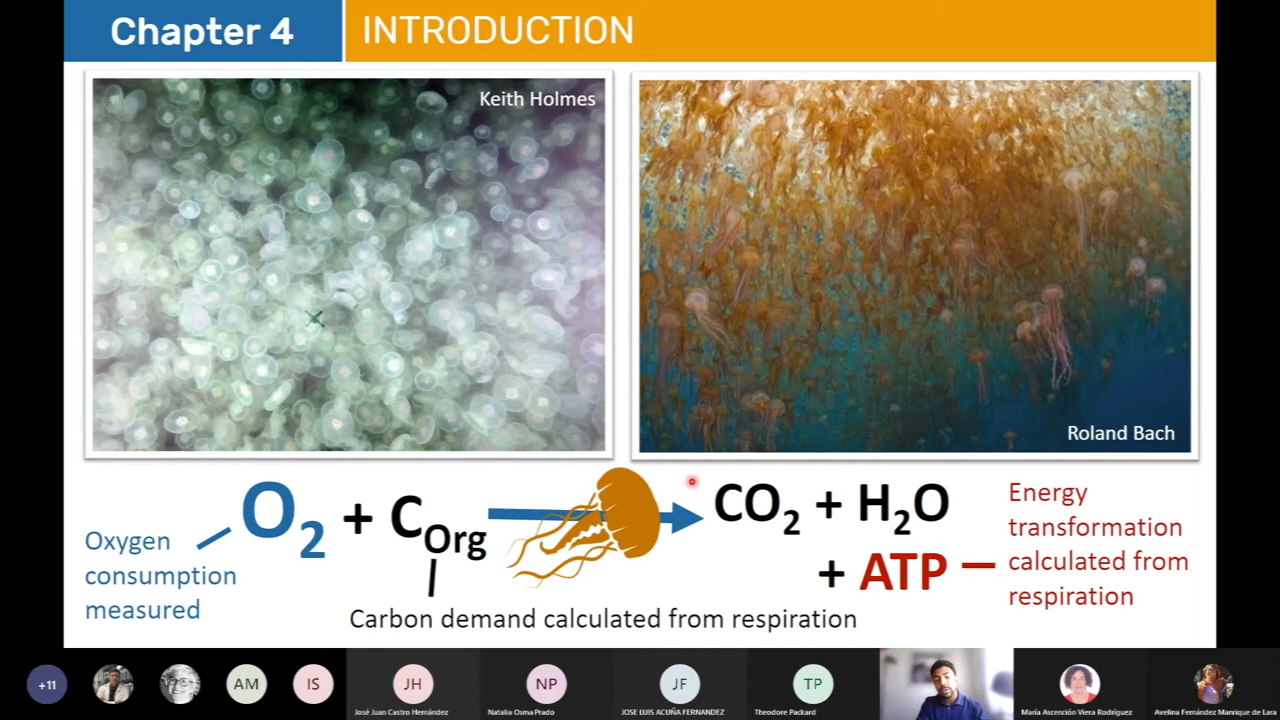 Chapter 4
INTRODUCTION
Keith Holmes
Roland Bach
Oxygen
consumption
measured
O₂ + C_Org
CO₂ + H₂O
+ ATP
Energy
transformation
calculated from
respiration
Carbon demand calculated from respiration
+11
AM
IS
JH
José Juan Castro Hernández
NP
Natalia Osma Prado
JF
JOSE LUIS ACUÑA FERNANDEZ
TP
Theodore Packard
María Ascención Viera Rodríguez
Avelina Fernández Manrique de Lara